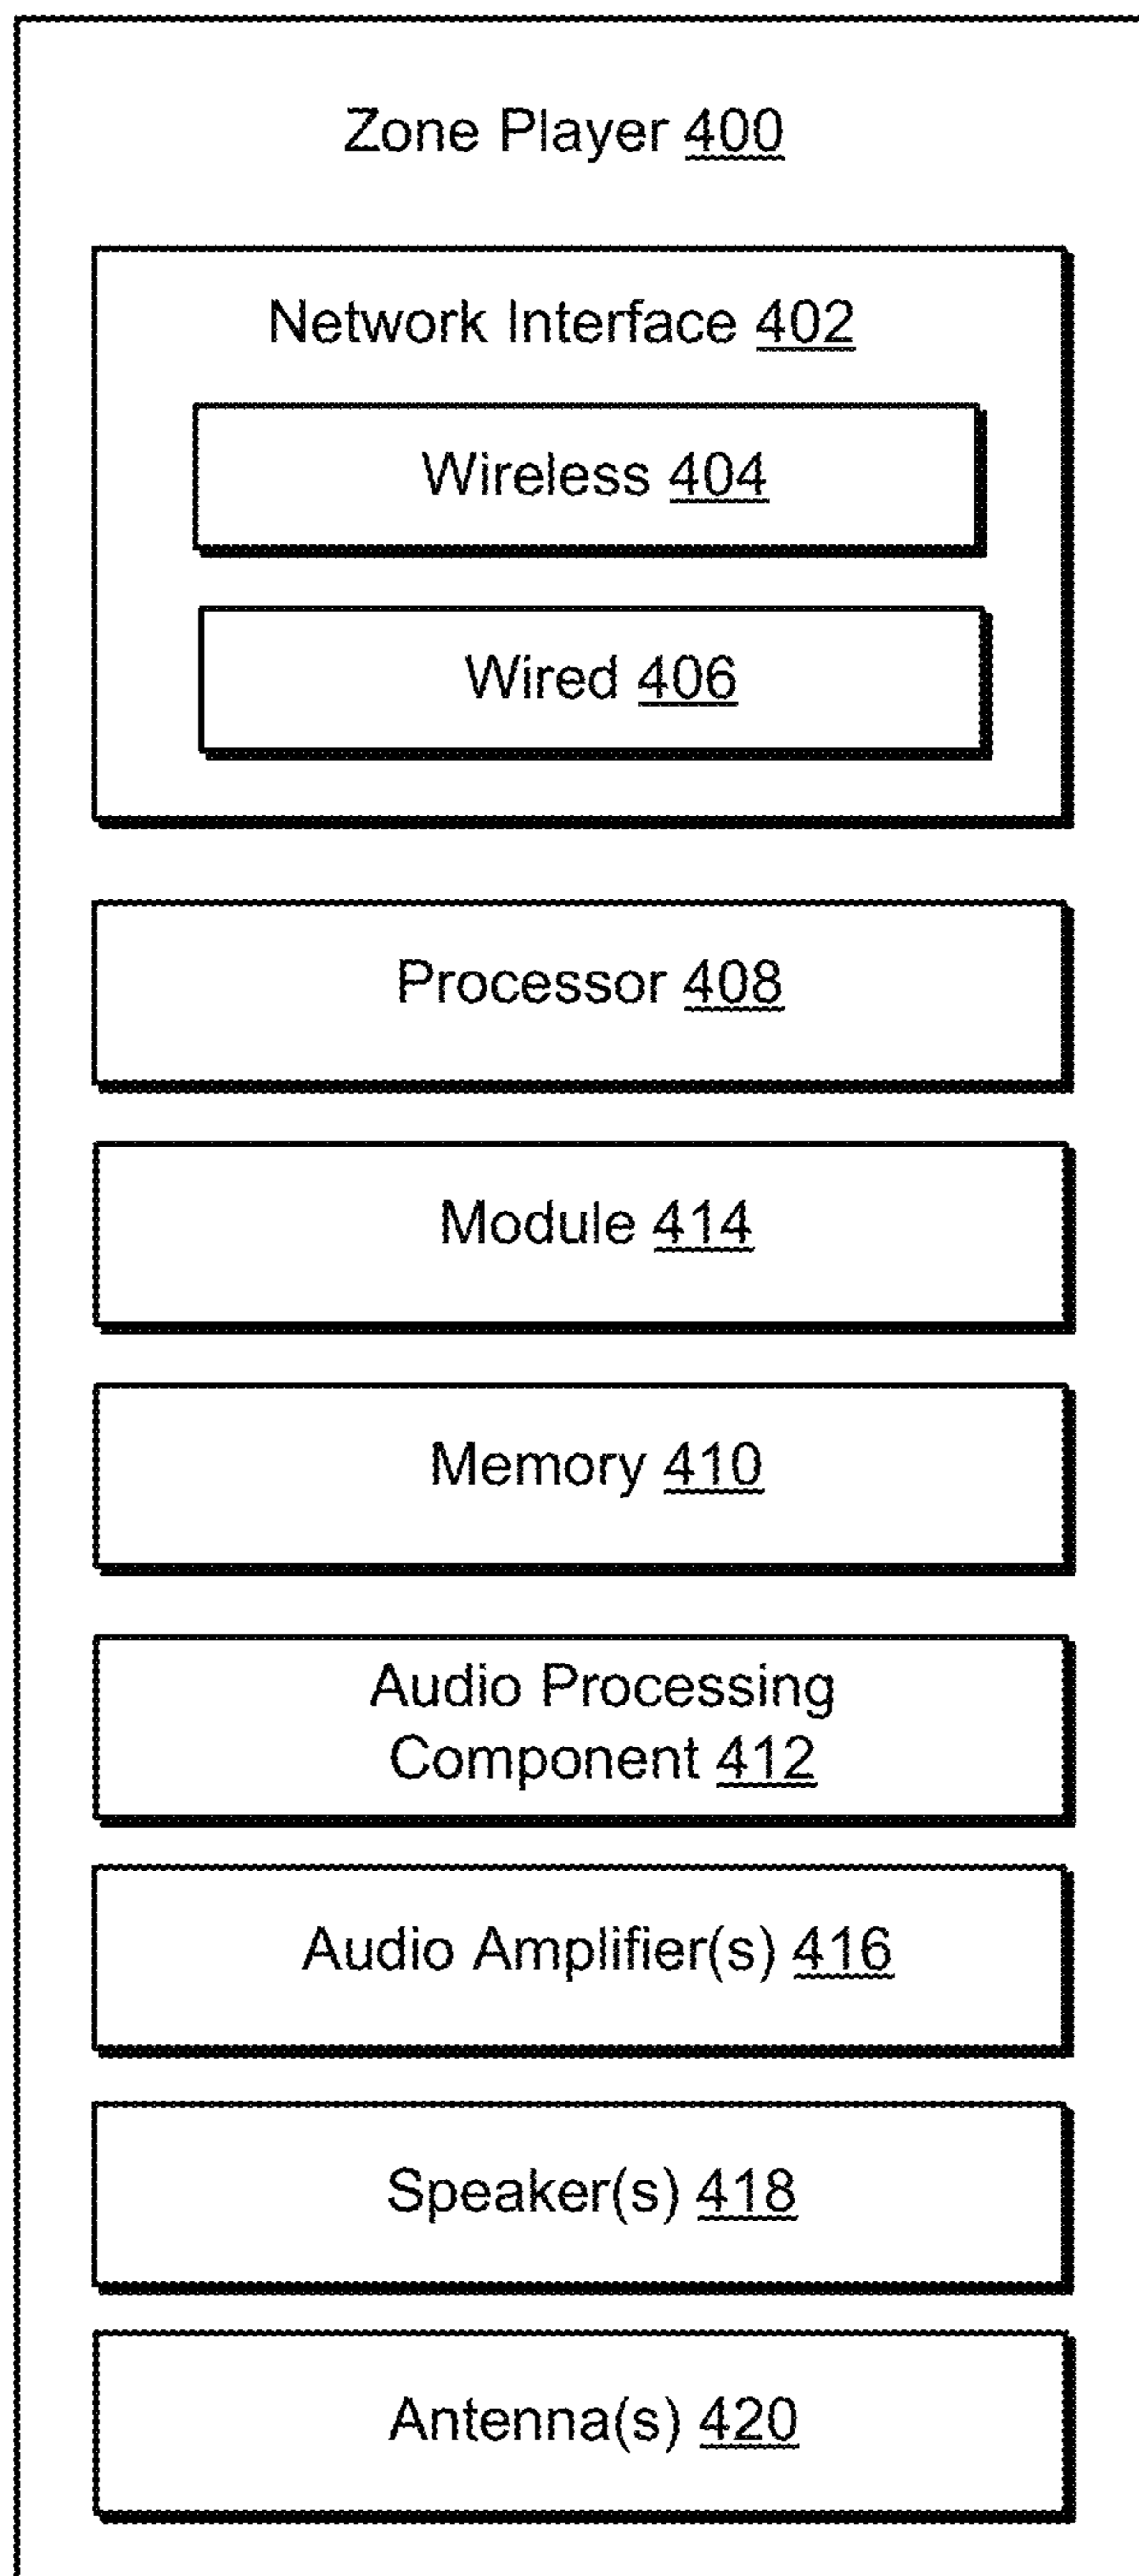 Zone Player 400
Network Interface 402
Wireless 404
Wired 406
Processor 408
Module 414
Memory 410
Audio Processing
Component 412
Audio Amplifier(s) 416
Speaker(s) 418
Antenna(s) 420